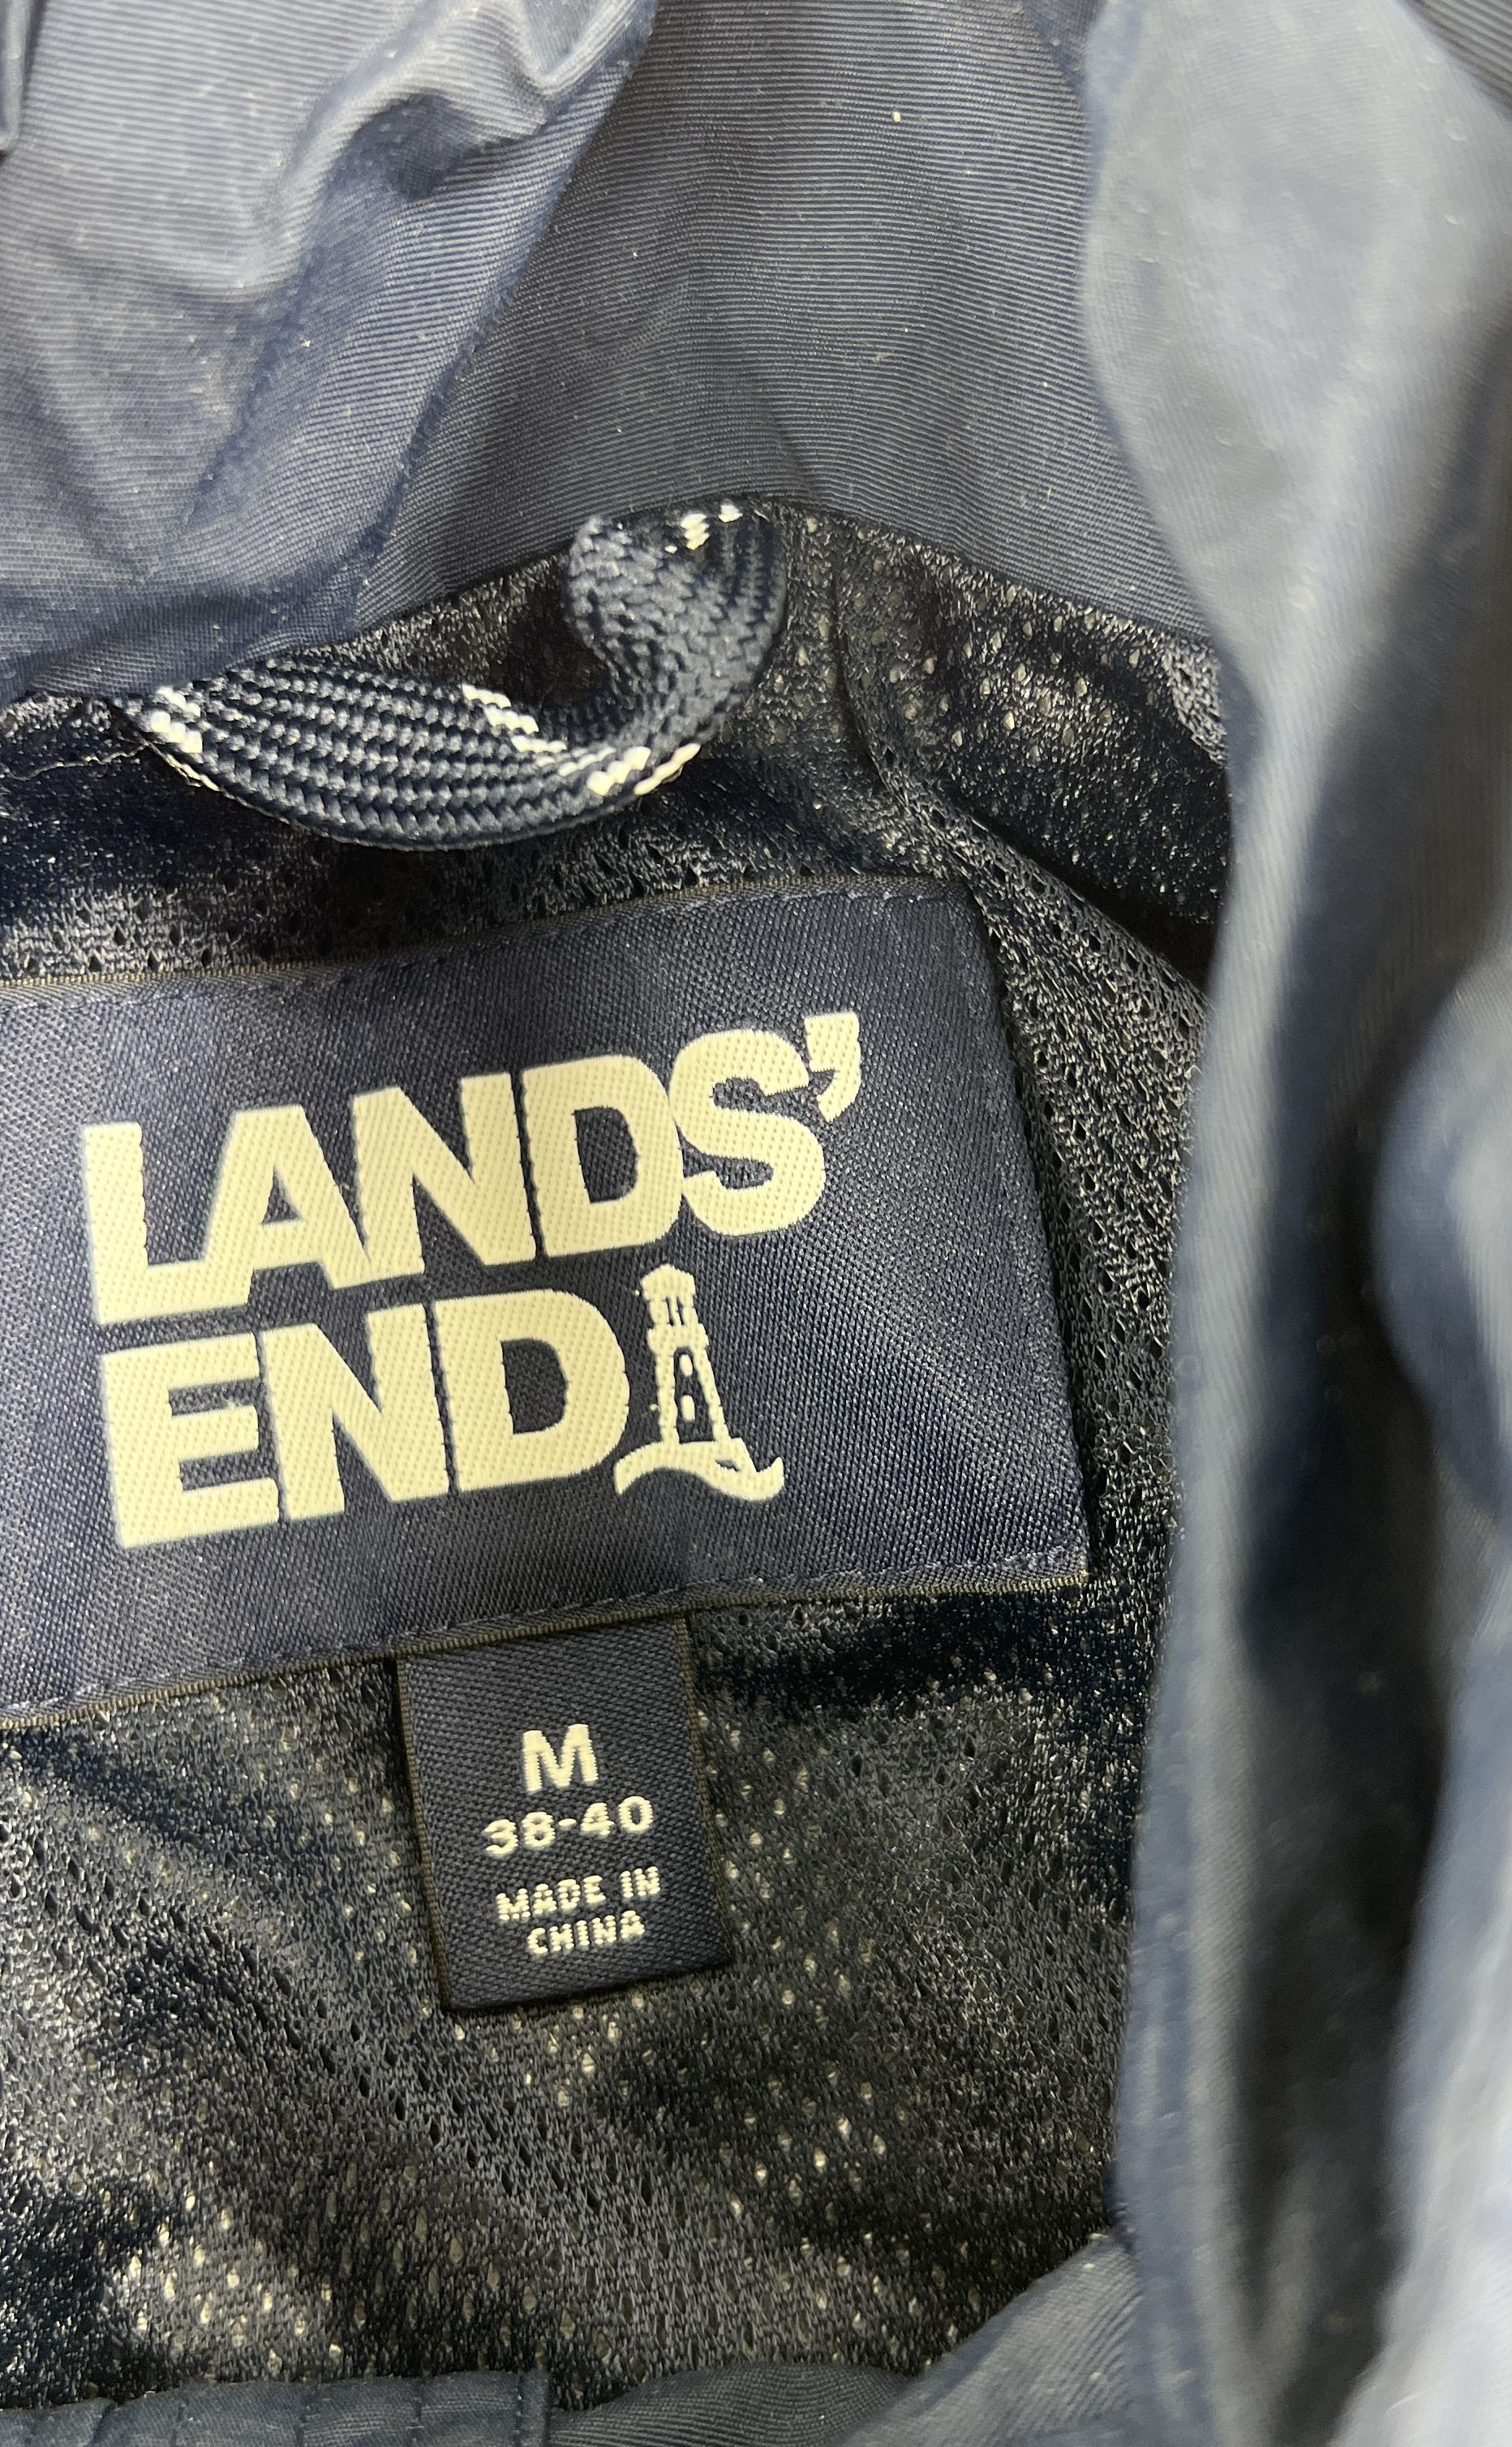 LANDS’
END
M
38-40
MADE IN
CHINA